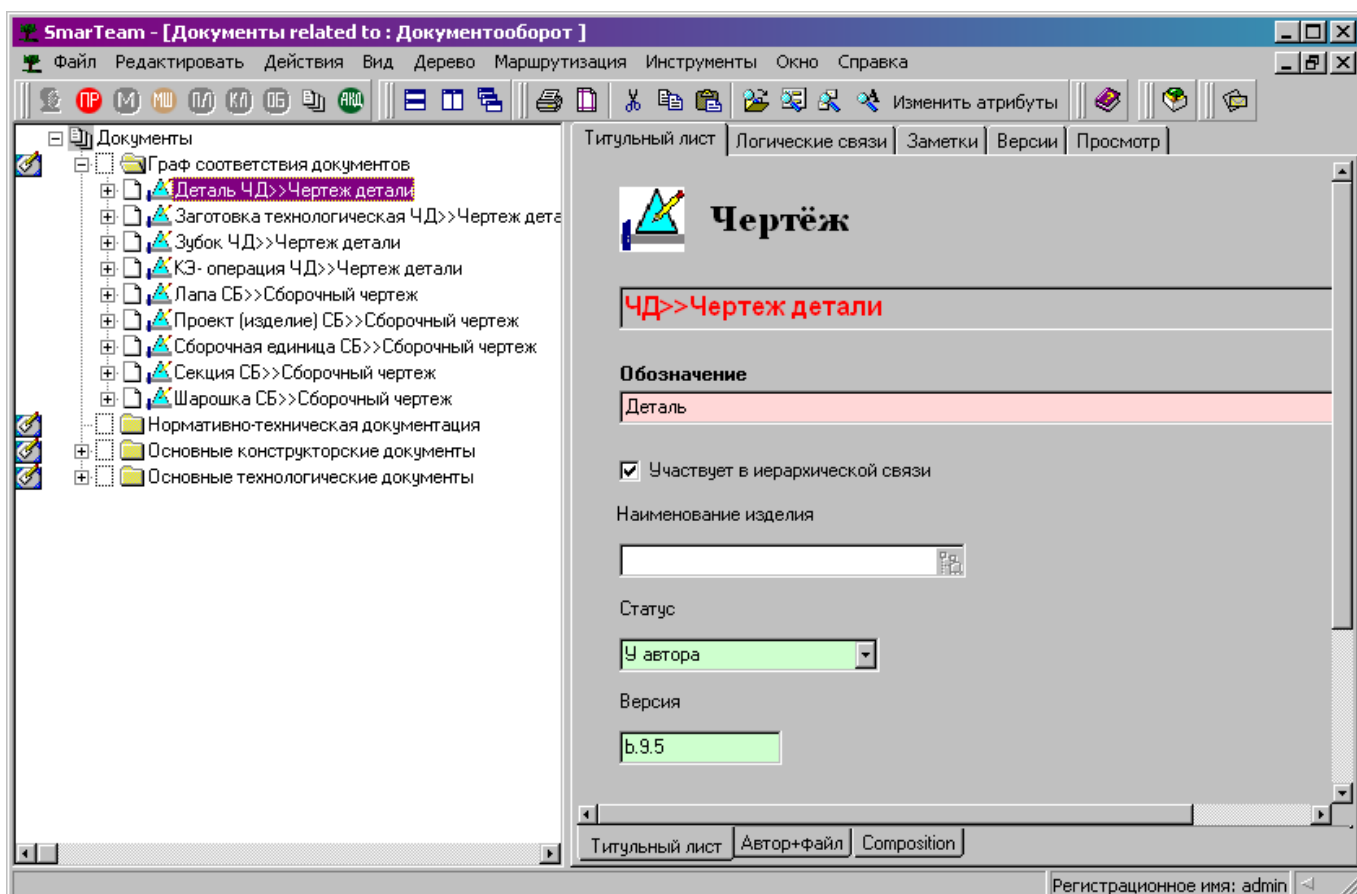 SmarTeam - [Документы related to : Документооборот ]
Файл Редактировать Действия Вид Дерево Маршрутизация Инструменты Окно Справка
ПР М МШ ПЛ КЛ ПБ АКД Изменить атрибуты
Документы
Граф соответствия документов
Деталь ЧД>>Чертеж детали
Заготовка технологическая ЧД>>Чертеж дета
Зубок ЧД>>Чертеж детали
КЭ- операция ЧД>>Чертеж детали
Лапа СБ>>Сборочный чертеж
Проект (изделие) СБ>>Сборочный чертеж
Сборочная единица СБ>>Сборочный чертеж
Секция СБ>>Сборочный чертеж
Шарошка СБ>>Сборочный чертеж
Нормативно-техническая документация
Основные конструкторские документы
Основные технологические документы
Титульный лист Логические связи Заметки Версии Просмотр
Чертёж
ЧД>>Чертеж детали
Обозначение
Деталь
Участвует в иерархической связи
Наименование изделия
Статус
У автора
Версия
b.9.5
Титульный лист Автор+файл Composition
Регистрационное имя: admin